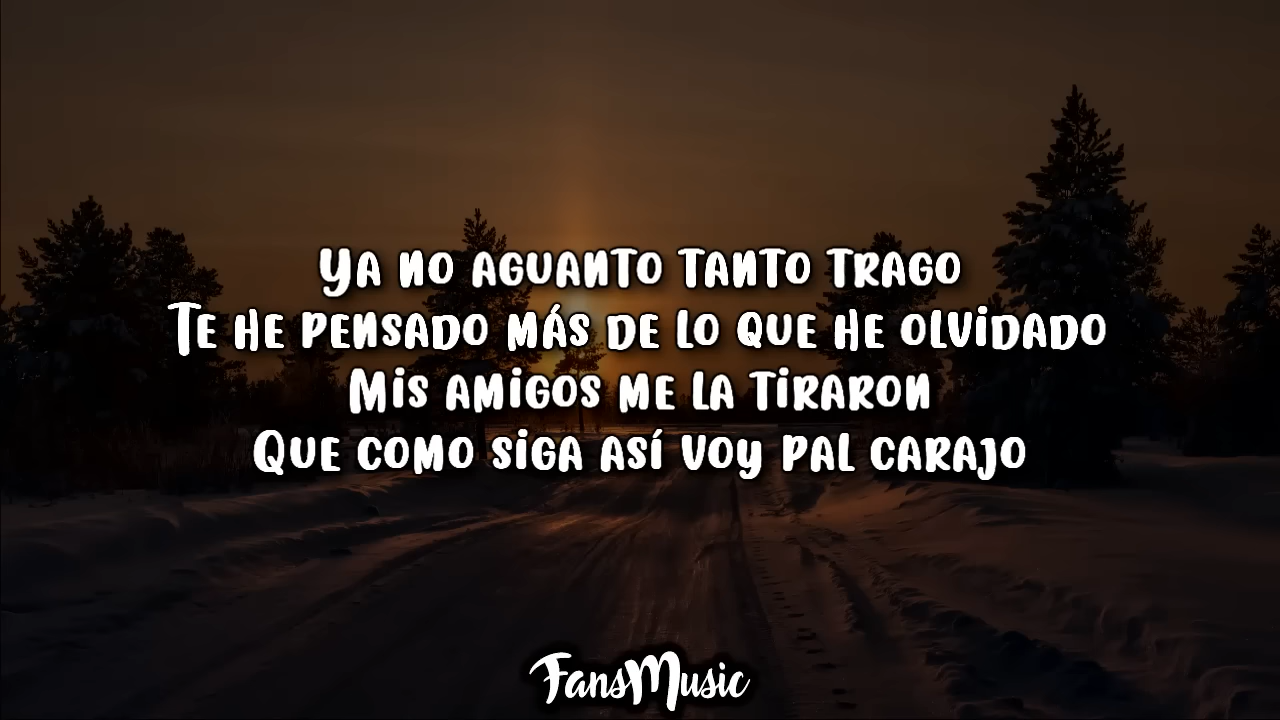 Ya no aguanto tanto trago
Te he pensado más de lo que he olvidado
Mis amigos me la tiraron
Que como siga así voy pal carajo
FansMusic